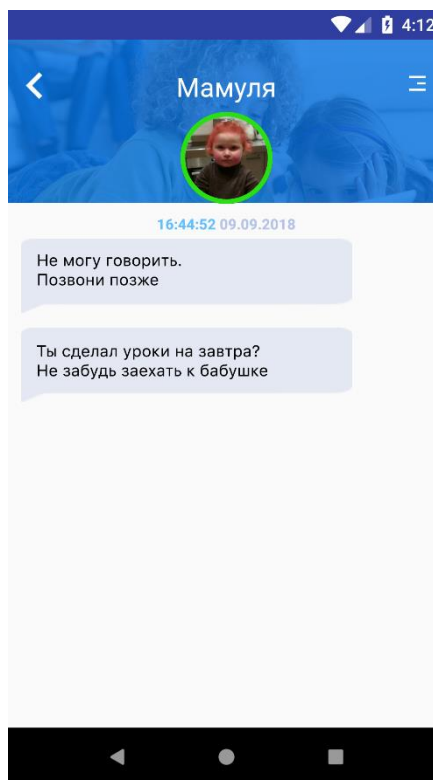 4:12
Мамуля
16:44:52 09.09.2018
Не могу говорить.
Позвони позже
Ты сделал уроки на завтра?
Не забудь заехать к бабушке